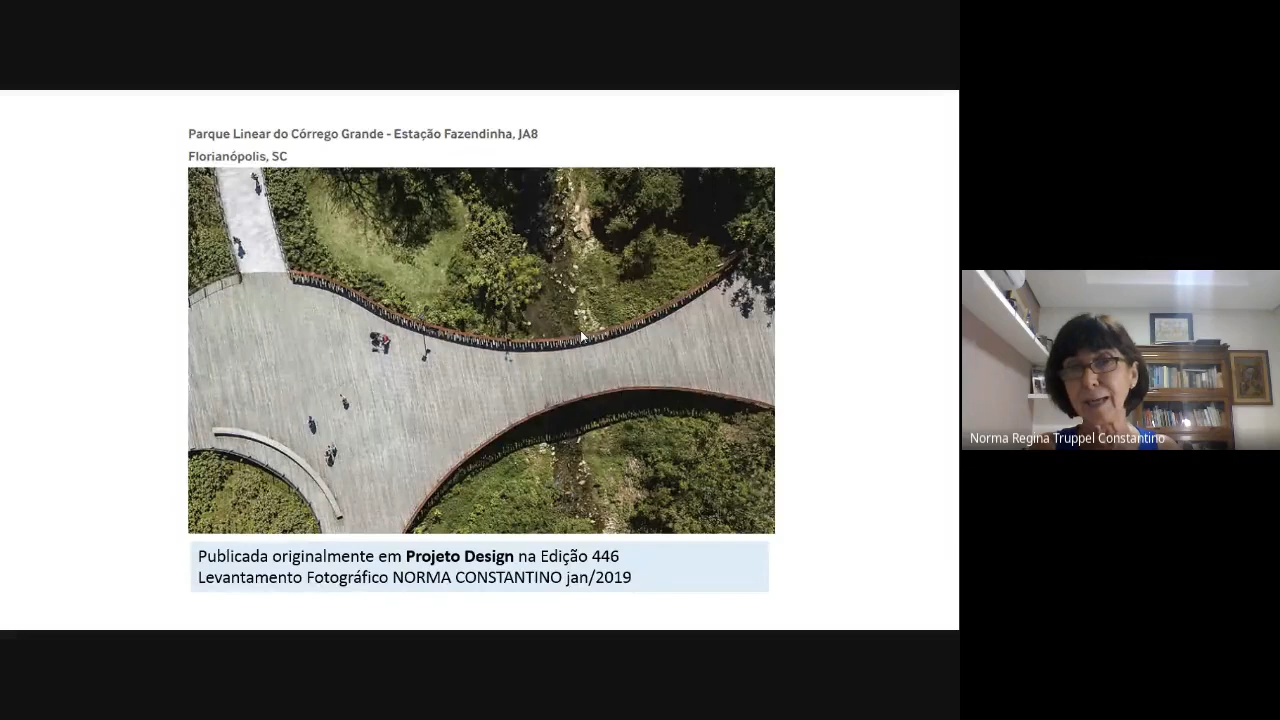 Parque Linear do Córrego Grande - Estação Fazendinha, JA8
Florianópolis, SC
Publicada originalmente em Projeto Design na Edição 446
Levantamento Fotográfico NORMA CONSTANTINO jan/2019
Norma Regina Truppel Constantino